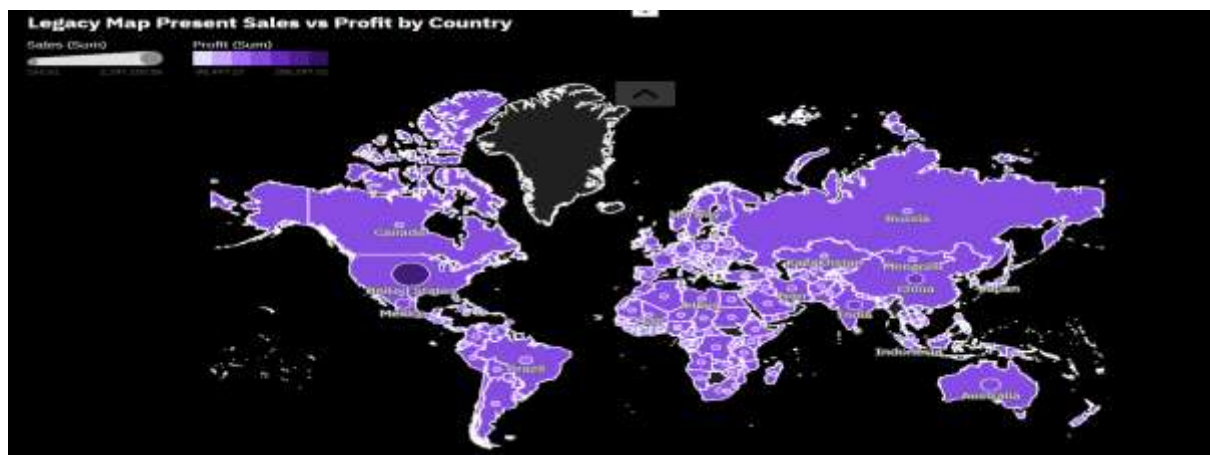 Legacy Map Present Sales vs Profit by Country
Sales (Sum) Profit (Sum)
Canada
Russia
Kazakhstan
Mongolia
United States
China
Japan
Mexico
India
Indonesia
Brazil
Australia